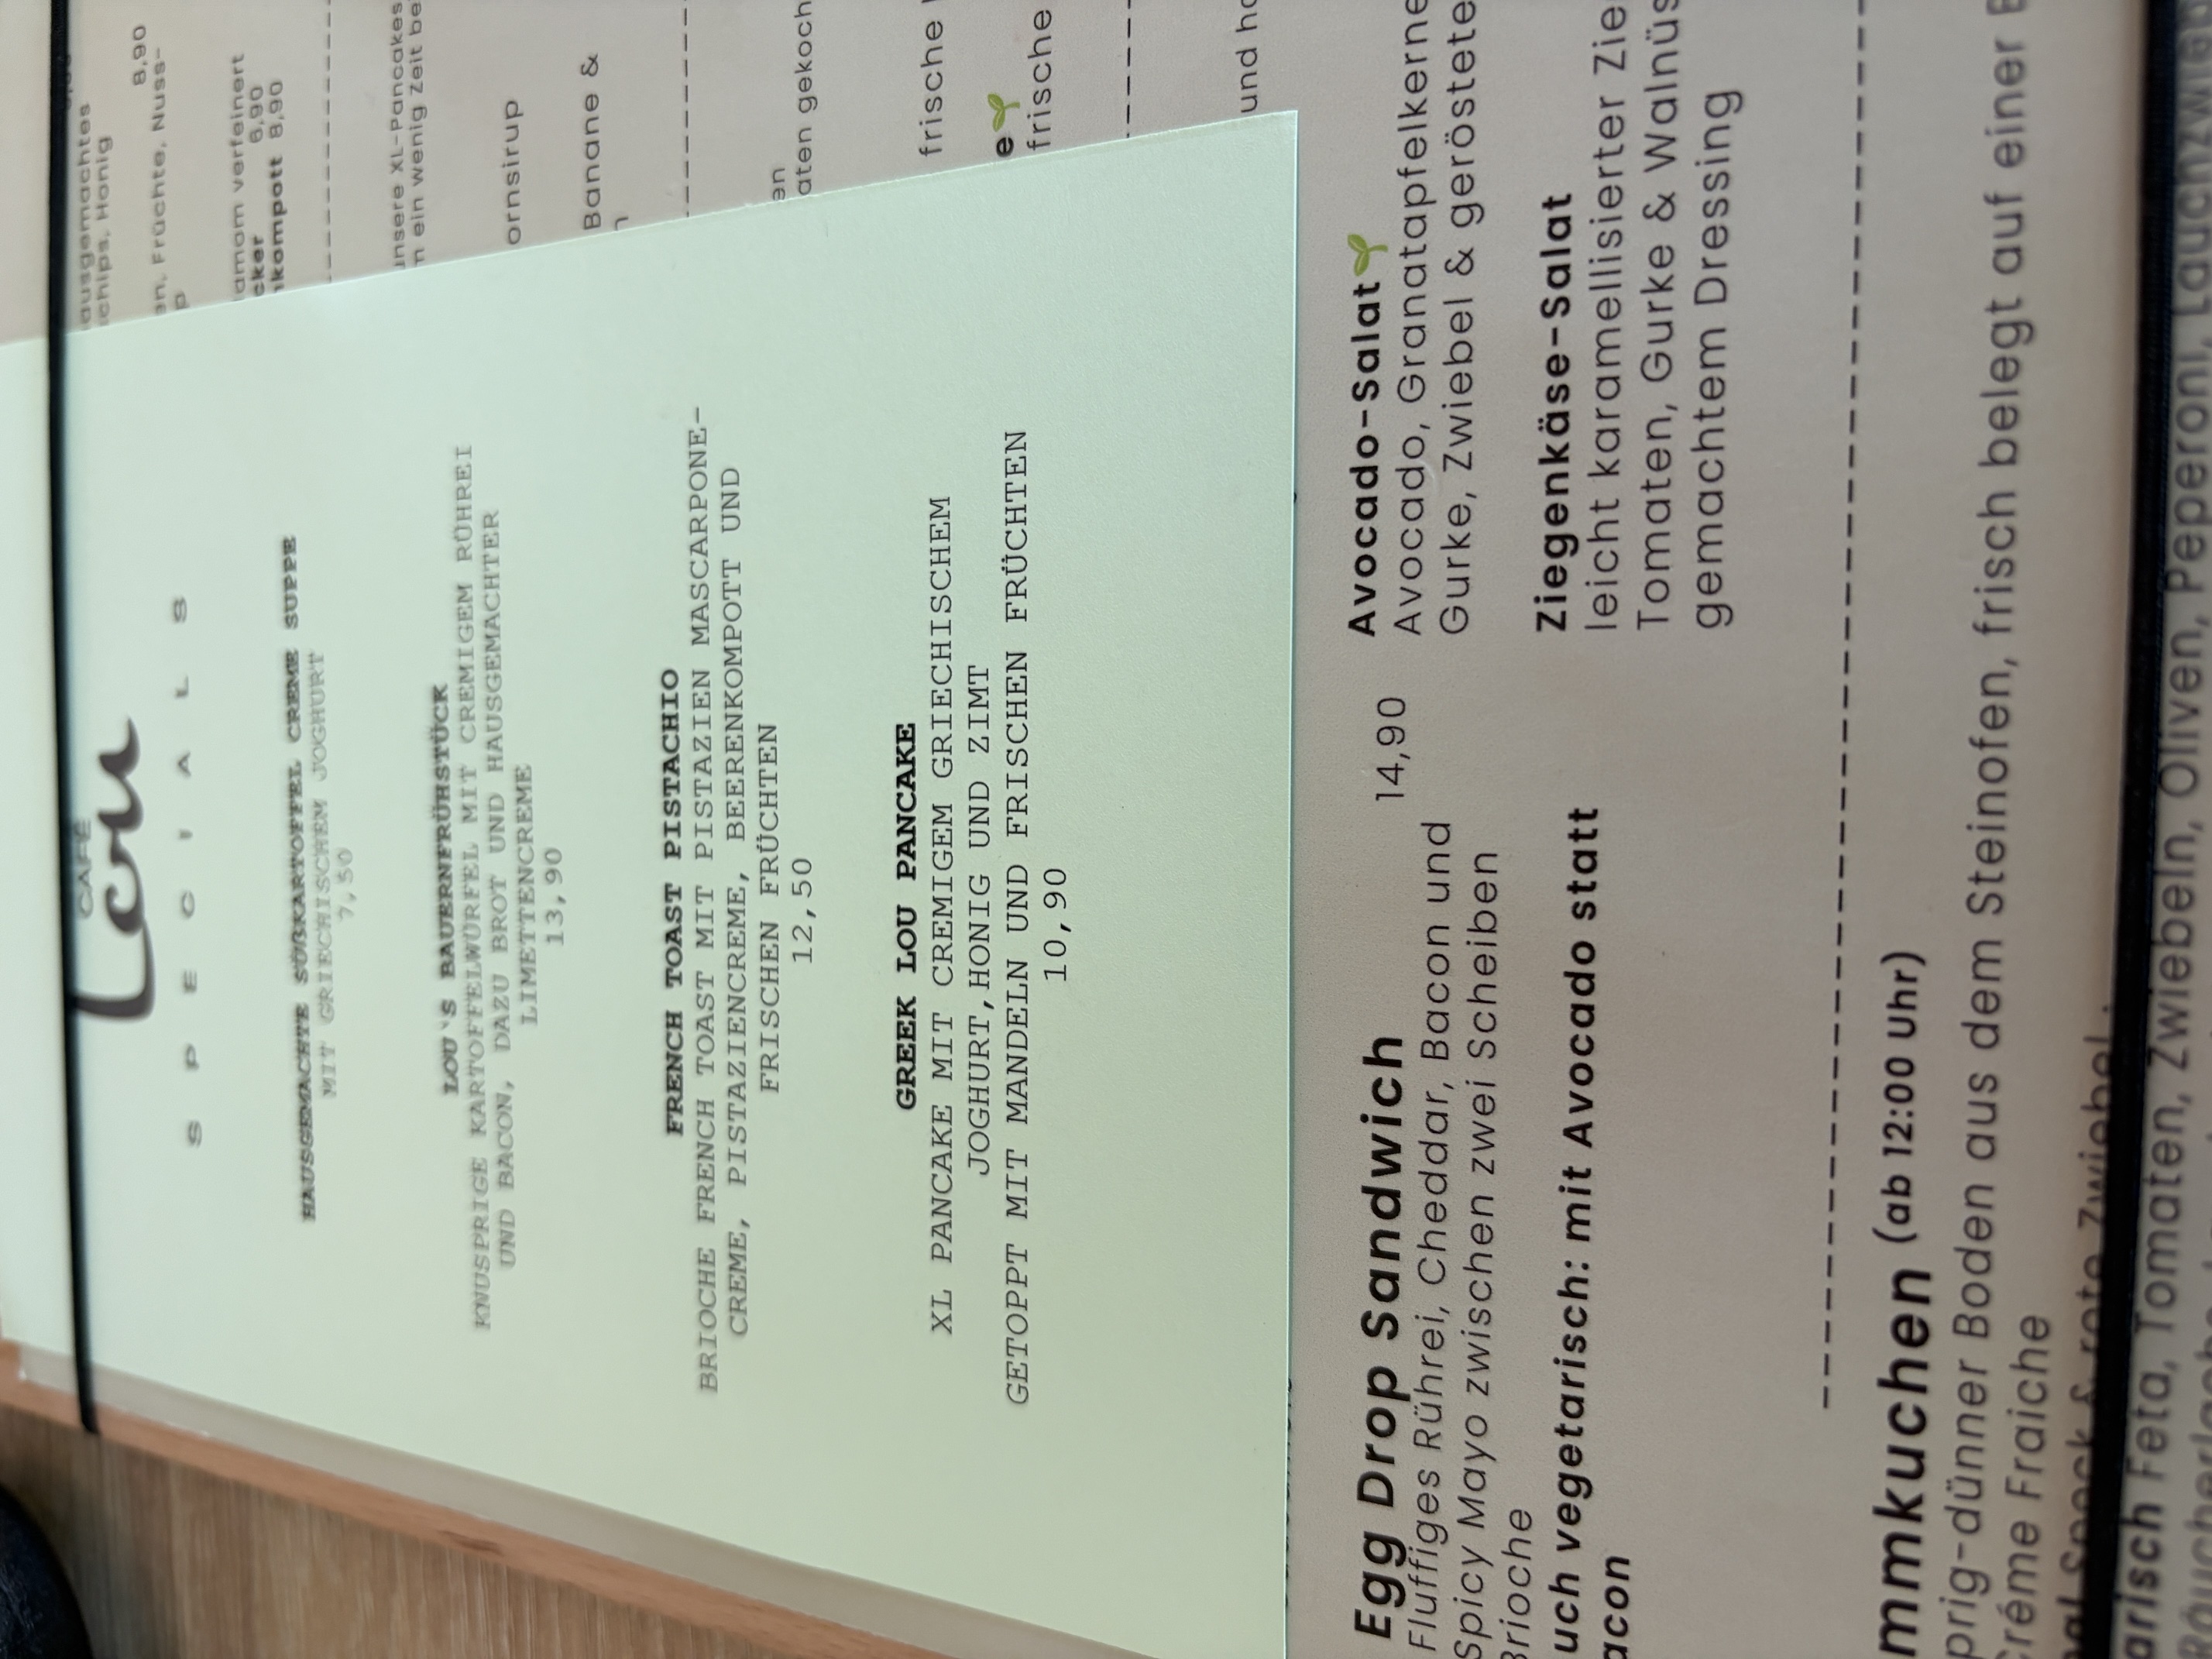 CAFÉ
Lou
SPECIALS
HAUSGEMACHTE SÜßKARTOFFEL CREME SUPPE
MIT GRIECHISCHEM JOGHURT
7,50
LOU`S BAUERNFRÜHSTÜCK
KNUSPRIGE KARTOFFELWÜRFEL MIT CREMIGEM RÜHREI
UND BACON, DAZU BROT UND HAUSGEMACHTER
LIMETTENCREME
13,90
FRENCH TOAST PISTACHIO
BRIOCHE FRENCH TOAST MIT PISTAZIEN MASCARPONE-
CREME, PISTAZIENCREME, BEERENKOMPOTT UND
FRISCHEN FRÜCHTEN
12,50
GREEK LOU PANCAKE
XL PANCAKE MIT CREMIGEM GRIECHISCHEM
JOGHURT,HONIG UND ZIMT
GETOPPT MIT MANDELN UND FRISCHEN FRÜCHTEN
10,90
ausgemachtes
chips, Honig
8,90
en, Früchte, Nuss-
p
amom verfeinert
cker 6,90
nkompott 8,90
unsere XL-Pancakes
n ein wenig Zeit be
ornsirup
Banane &
n
en
aten gekoch
frische
e🌱
frische
und ha
Egg Drop Sandwich 14,90
Fluffiges Rührei, Cheddar, Bacon und
Spicy Mayo zwischen zwei Scheiben
Brioche
uch vegetarisch: mit Avocado statt
acon
Avocado-Salat🌱
Avocado, Granatapfelkerne
Gurke, Zwiebel & geröstete
Ziegenkäse-Salat
leicht karamellisierter Zie
Tomaten, Gurke & Walnüs
gemachtem Dressing
mmkuchen (ab 12:00 Uhr)
prig-dünner Boden aus dem Steinofen, frisch belegt auf einer
Créme Fraiche
nal Speck & rote Zwiebel
arisch Feta, Tomaten, Zwiebeln, Oliven, Peperoni, Lauchzwieb